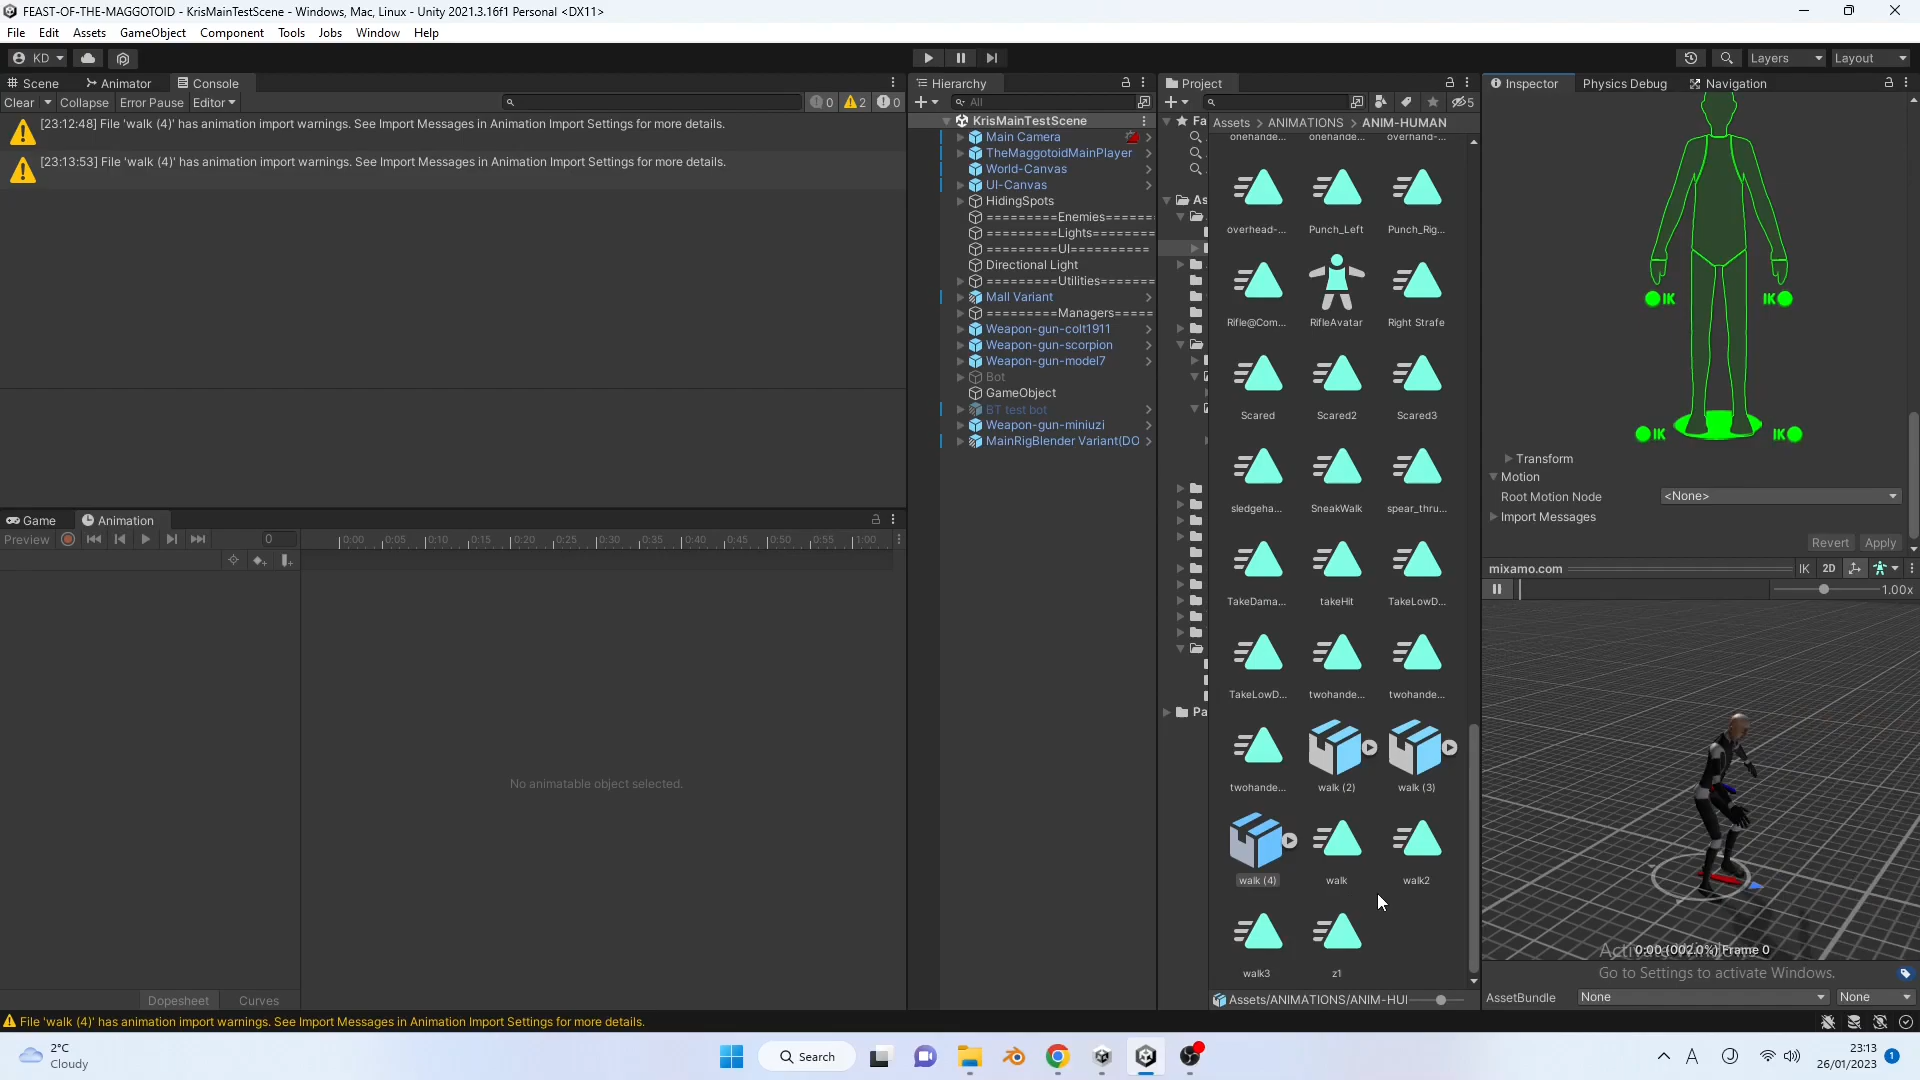 FEAST-OF-THE-MAGGOTOID - KrisMainTestScene - Windows, Mac, Linux - Unity 2021.3.16f1 Personal <DX11>
File Edit Assets GameObject Component Tools Jobs Window Help
KD Layers Layout
Scene Animator Console
Clear Collapse Error Pause Editor 0 2 0
[23:12:48] File 'walk (4)' has animation import warnings. See Import Messages in Animation Import Settings for more details.
[23:13:53] File 'walk (4)' has animation import warnings. See Import Messages in Animation Import Settings for more details.
Game Animation
Preview 0 0:00 0:05 0:10 0:15 0:20 0:25 0:30 0:35 0:40 0:45 0:50 0:55 1:00
No animatable object selected.
Dopesheet Curves
Hierarchy
All
KrisMainTestScene
Main Camera
TheMaggotoidMainPlayer
World-Canvas
UI-Canvas
HidingSpots
=========Enemies======
=========Lights========
=========UI==========
Directional Light
=========Utilities=======
Mall Variant
=========Managers=====
Weapon-gun-colt1911
Weapon-gun-scorpion
Weapon-gun-model7
Bot
GameObject
BT test bot
Weapon-gun-miniuzi
MainRigBlender Variant(DO
Project
5
Fa
As
Pa
Assets > ANIMATIONS > ANIM-HUMAN
onehande... onehande... overhand-...
overhead-... Punch_Left Punch_Rig...
Rifle@Com... RifleAvatar Right Strafe
Scared Scared2 Scared3
sledgeha... SneakWalk spear_thru...
TakeDama... takeHit TakeLowD...
TakeLowD... twohande... twohande...
twohande... walk (2) walk (3)
walk (4) walk walk2
walk3 z1
Assets/ANIMATIONS/ANIM-HUI
Inspector Physics Debug Navigation
IK IK
IK IK
Transform
Motion
Root Motion Node <None>
Import Messages
Revert Apply
mixamo.com IK 2D
1.00x
0:00 (002.0%) Frame 0
Go to Settings to activate Windows.
AssetBundle None None
File 'walk (4)' has animation import warnings. See Import Messages in Animation Import Settings for more details.
2°C
Cloudy
Search
A
23:13
26/01/2023
1